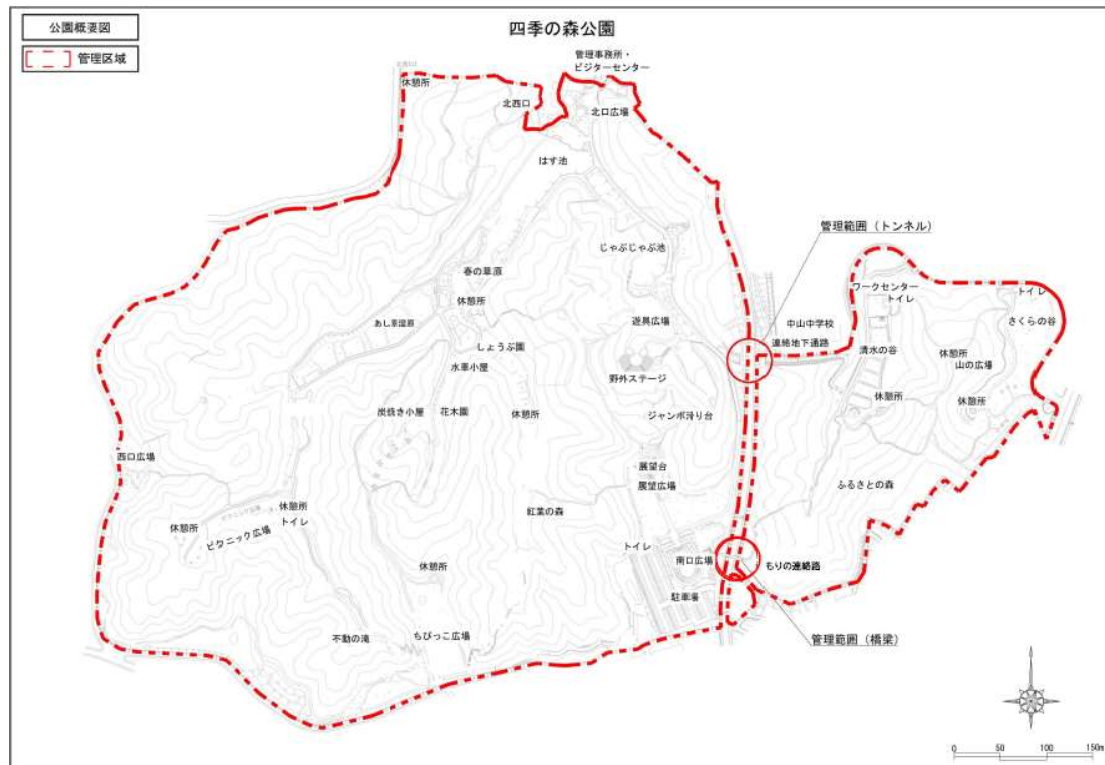 公園概要図
管理区域
四季の森公園
管理事務所・
ビジターセンター
休憩所
北西口
北口広場
はす池
管理範囲（トンネル）
じゃぶじゃぶ池
春の草原
休憩所
あし原湿原
遊具広場
しょうぶ園
水車小屋
野外ステージ
中山中学校
連絡地下通路
ワークセンター
トイレ
トイレ
さくらの谷
清水の谷
休憩所
山の広場
休憩所
休憩所
炭焼き小屋
花木園
休憩所
ジャンボ滑り台
西口広場
展望台
展望広場
ふるさとの森
休憩所
トイレ
休憩所
ピクニック広場
紅葉の森
トイレ
南口広場
もりの連絡路
休憩所
駐車場
不動の滝
ちびっこ広場
管理範囲（橋梁）
0 50 100 150m